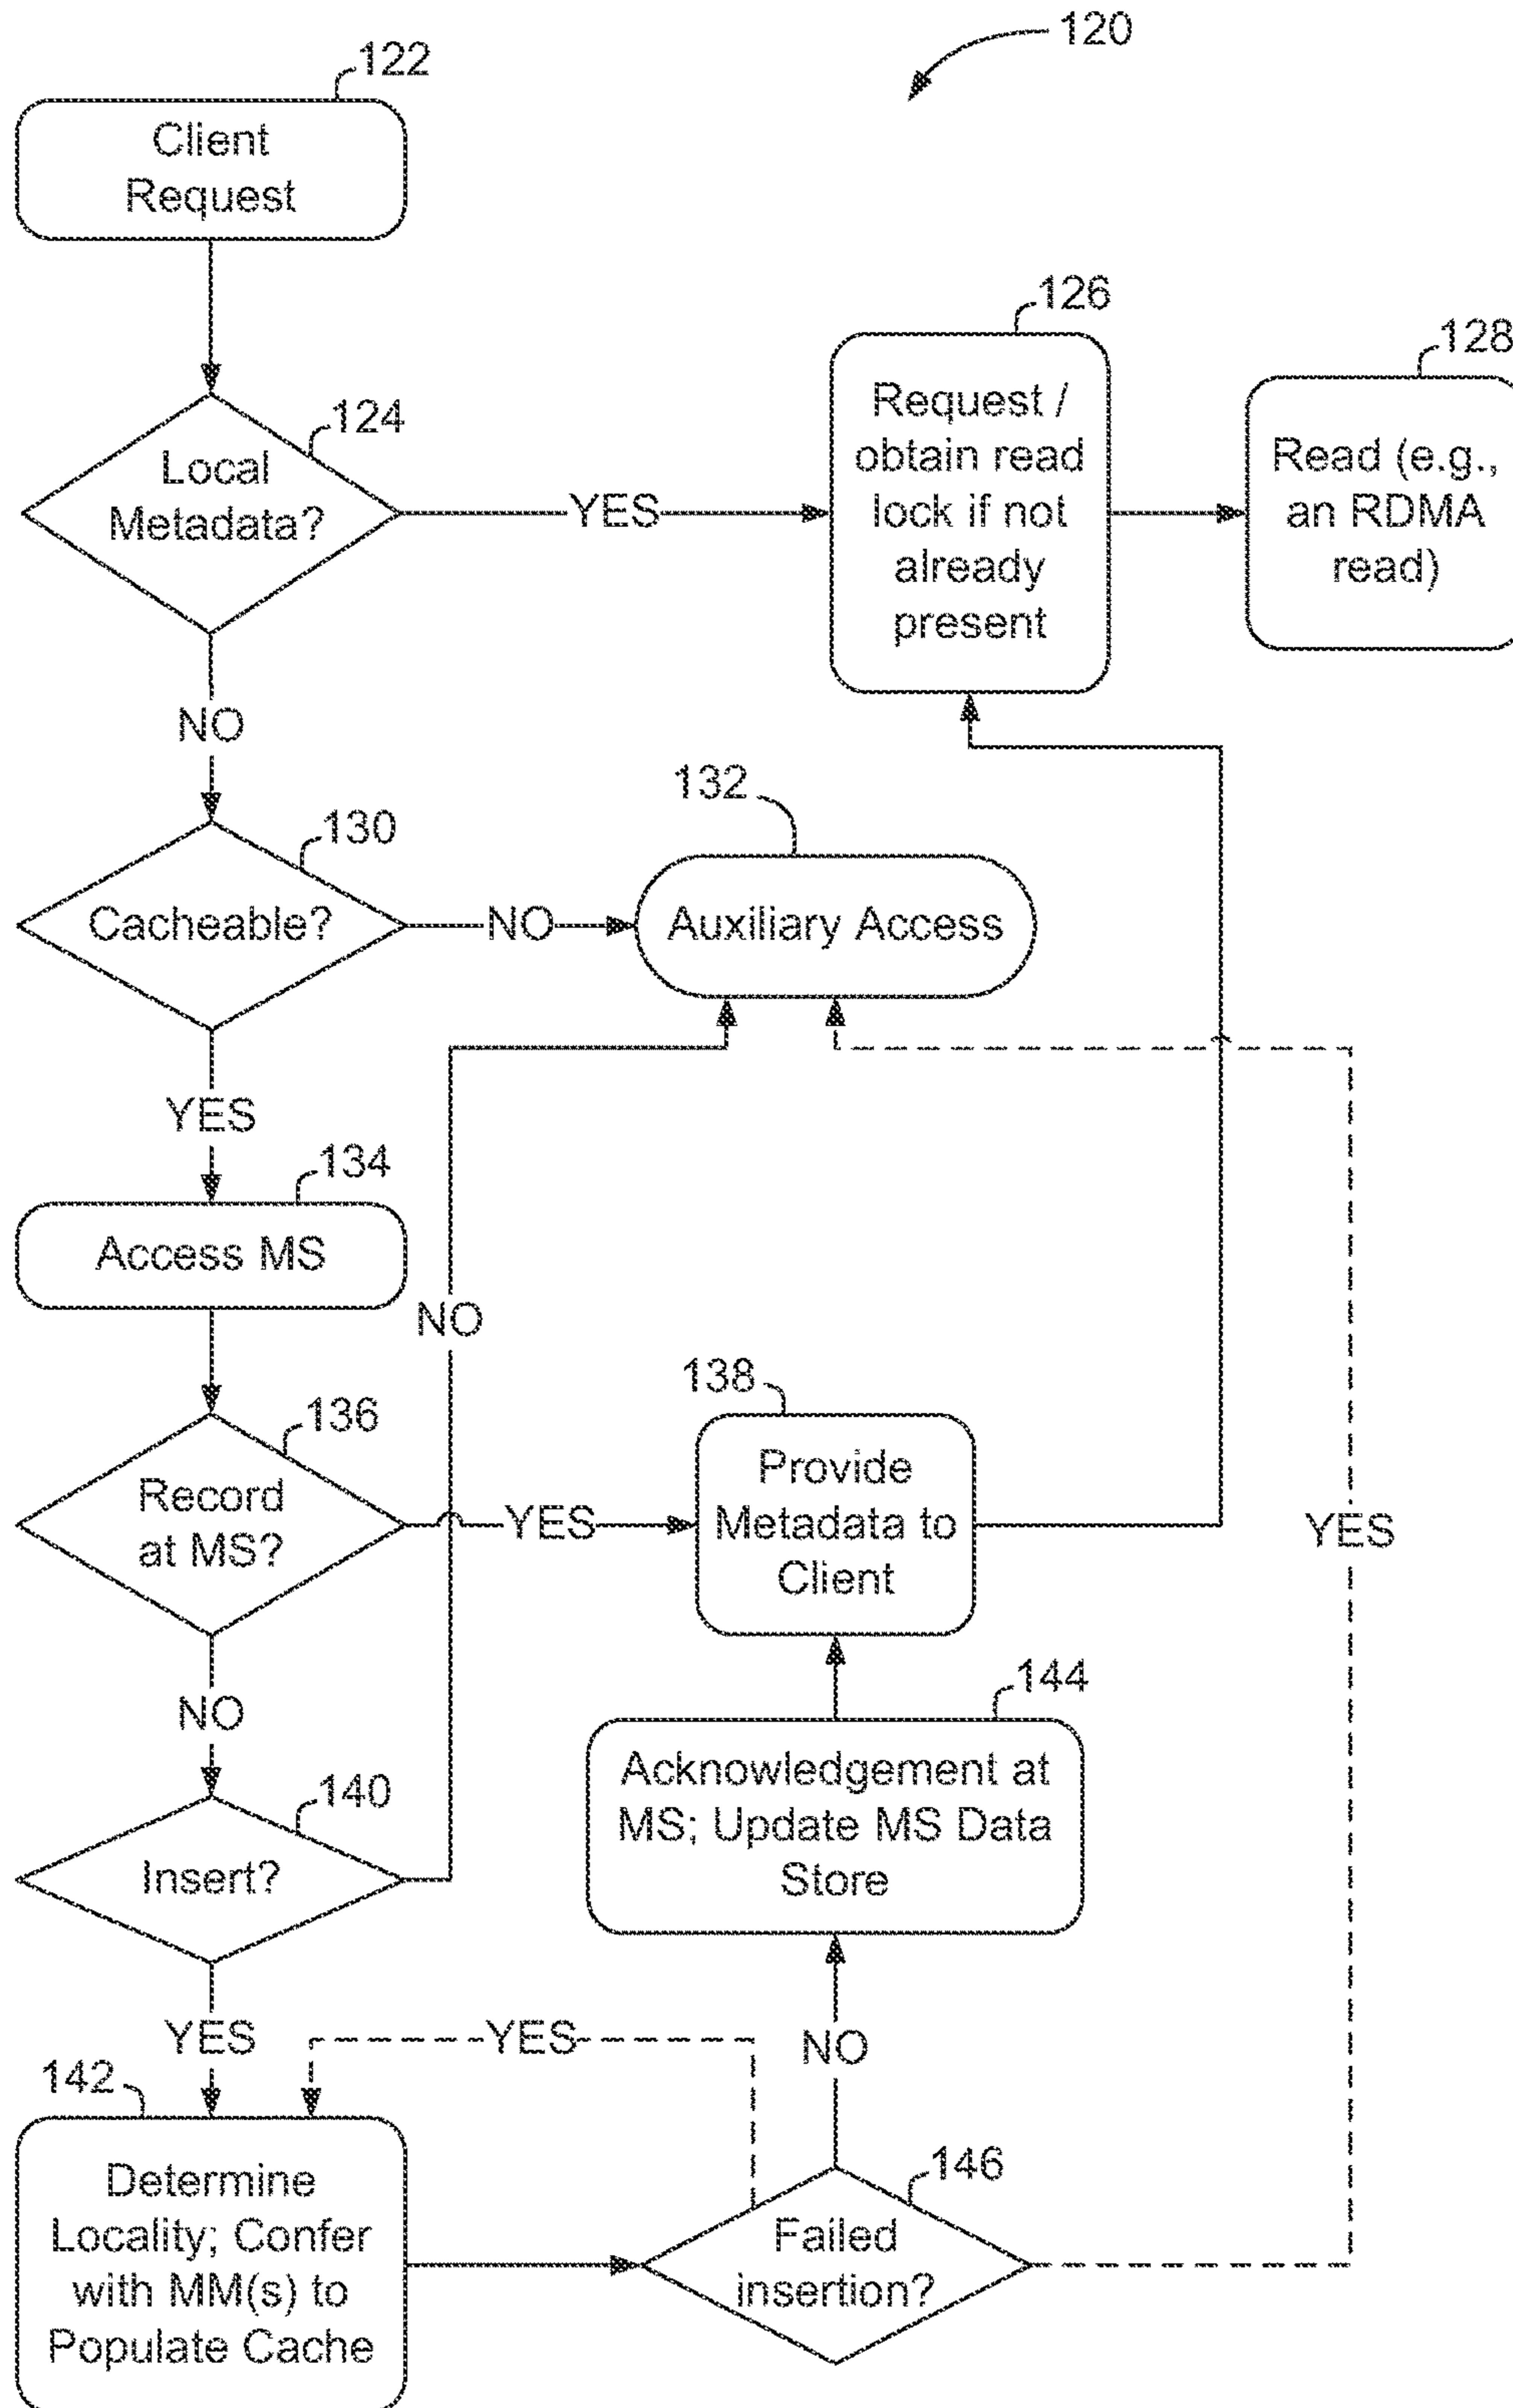 120
122
Client
Request
126
128
Request /
obtain read
lock if not
already
present
Read (e.g.,
an RDMA
read)
124
Local
Metadata?
YES
NO
132
130
Cacheable?
NO
Auxiliary Access
YES
134
Access MS
NO
138
136
Record
at MS?
YES
Provide
Metadata to
Client
YES
NO
144
Acknowledgement at
MS; Update MS Data
Store
140
Insert?
YES
YES
NO
142
Determine
Locality; Confer
with MM(s) to
Populate Cache
146
Failed
insertion?